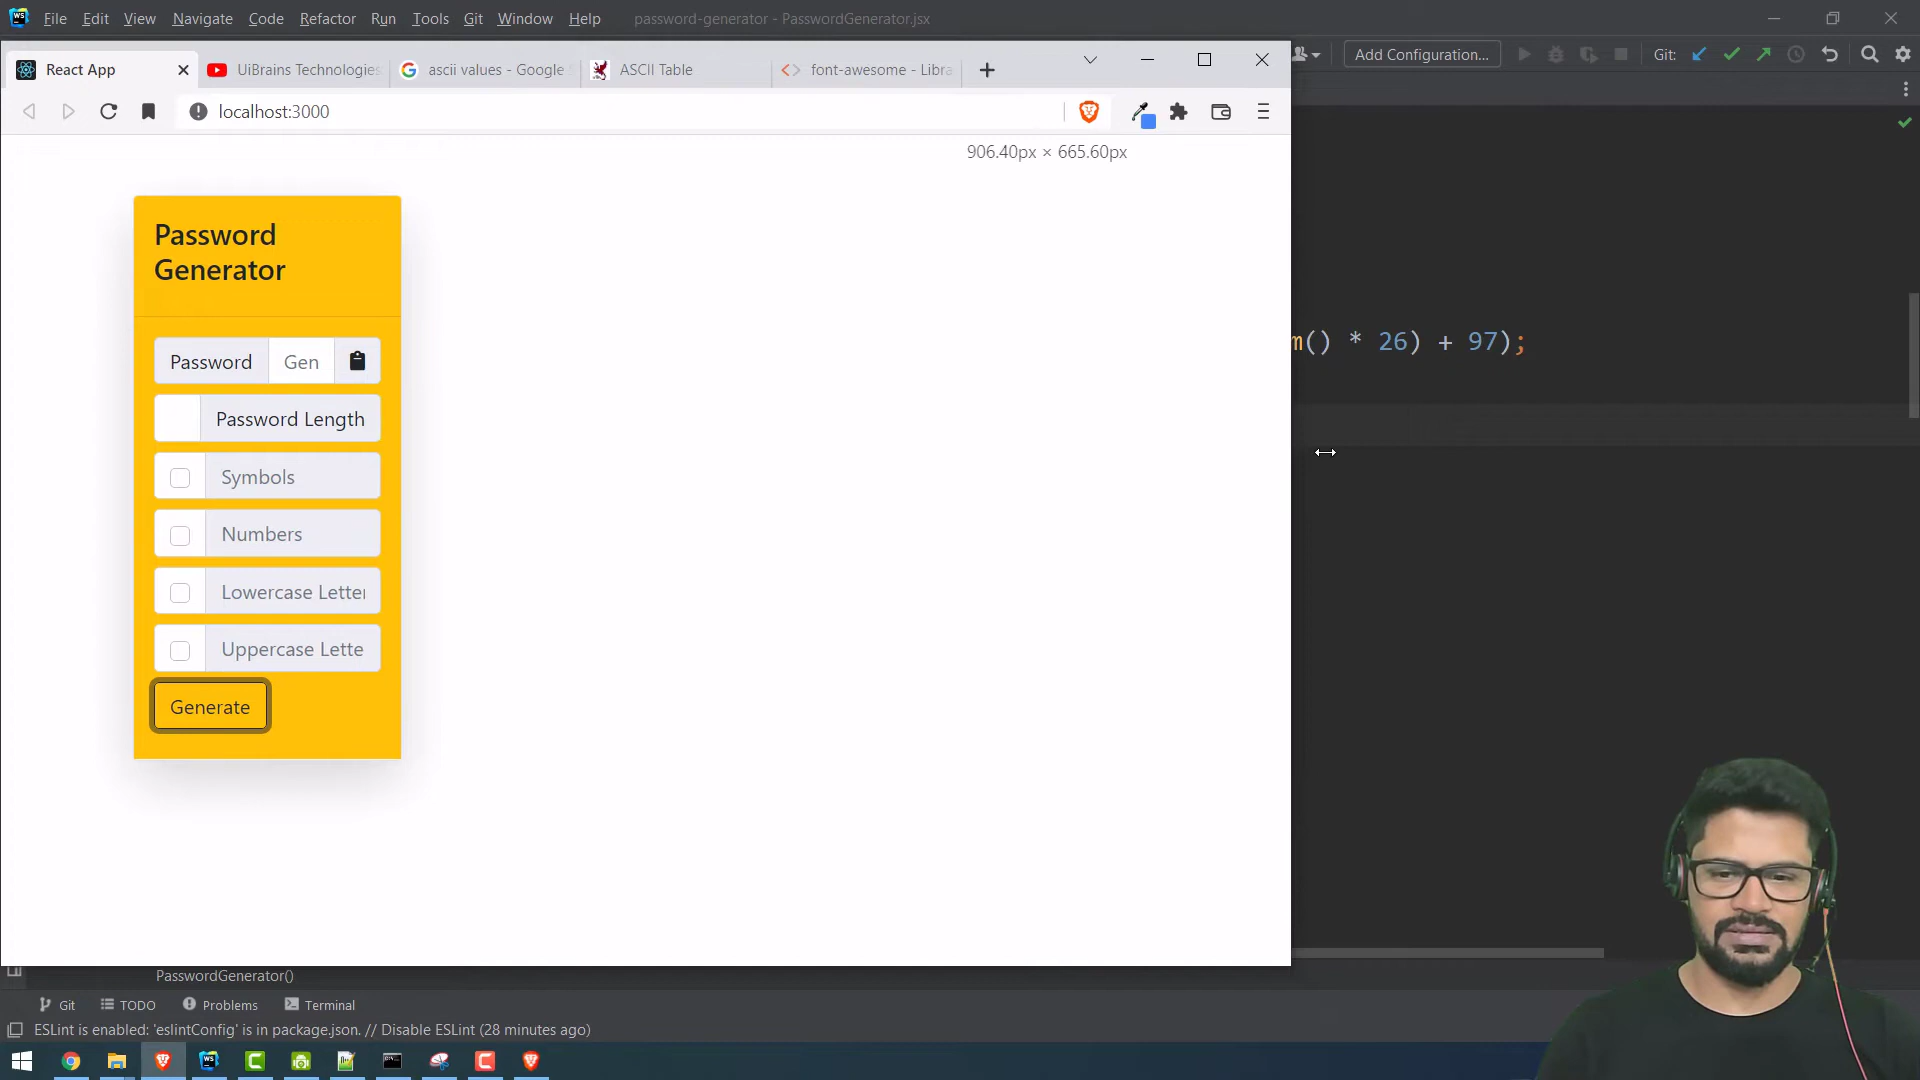 File Edit View Navigate Code Refactor Run Tools Git Window Help password-generator - PasswordGenerator.jsx
React App UiBrains Technologies ascii values - Google ASCII Table font-awesome - Libra
Add Configuration... Git:
localhost:3000
906.40px × 665.60px
Password
Generator
Password Gen
Password Length
Symbols
Numbers
Lowercase Letter
Uppercase Lette
Generate
m() * 26) + 97);
PasswordGenerator()
Git TODO Problems Terminal
ESLint is enabled: 'eslintConfig' is in package.json. // Disable ESLint (28 minutes ago)
WS